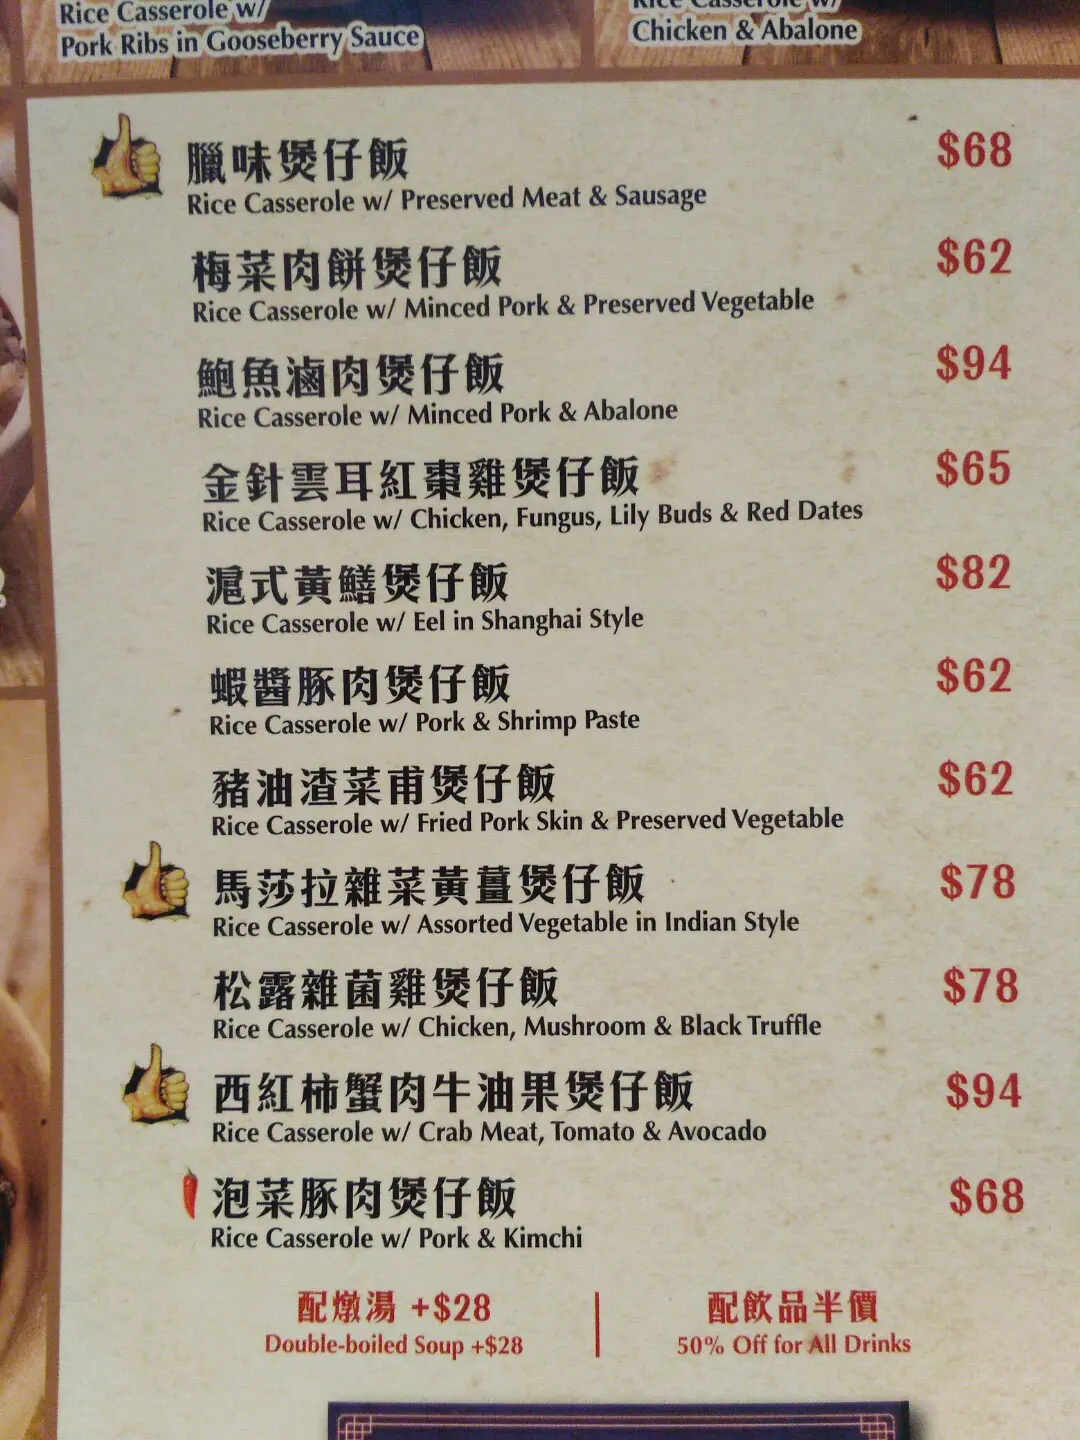 Rice Casserole w/
Pork Ribs in Gooseberry Sauce
Rice Casserole w/
Chicken & Abalone
臘味煲仔飯 $68
Rice Casserole w/ Preserved Meat & Sausage
梅菜肉餅煲仔飯 $62
Rice Casserole w/ Minced Pork & Preserved Vegetable
鮑魚滷肉煲仔飯 $94
Rice Casserole w/ Minced Pork & Abalone
金針雲耳紅棗雞煲仔飯 $65
Rice Casserole w/ Chicken, Fungus, Lily Buds & Red Dates
滬式黃鱔煲仔飯 $82
Rice Casserole w/ Eel in Shanghai Style
蝦醬豚肉煲仔飯 $62
Rice Casserole w/ Pork & Shrimp Paste
豬油渣菜甫煲仔飯 $62
Rice Casserole w/ Fried Pork Skin & Preserved Vegetable
馬莎拉雜菜黃薑煲仔飯 $78
Rice Casserole w/ Assorted Vegetable in Indian Style
松露雜菌雞煲仔飯 $78
Rice Casserole w/ Chicken, Mushroom & Black Truffle
西紅柿蟹肉牛油果煲仔飯 $94
Rice Casserole w/ Crab Meat, Tomato & Avocado
泡菜豚肉煲仔飯 $68
Rice Casserole w/ Pork & Kimchi
配燉湯 +$28
Double-boiled Soup +$28
配飲品半價
50% Off for All Drinks